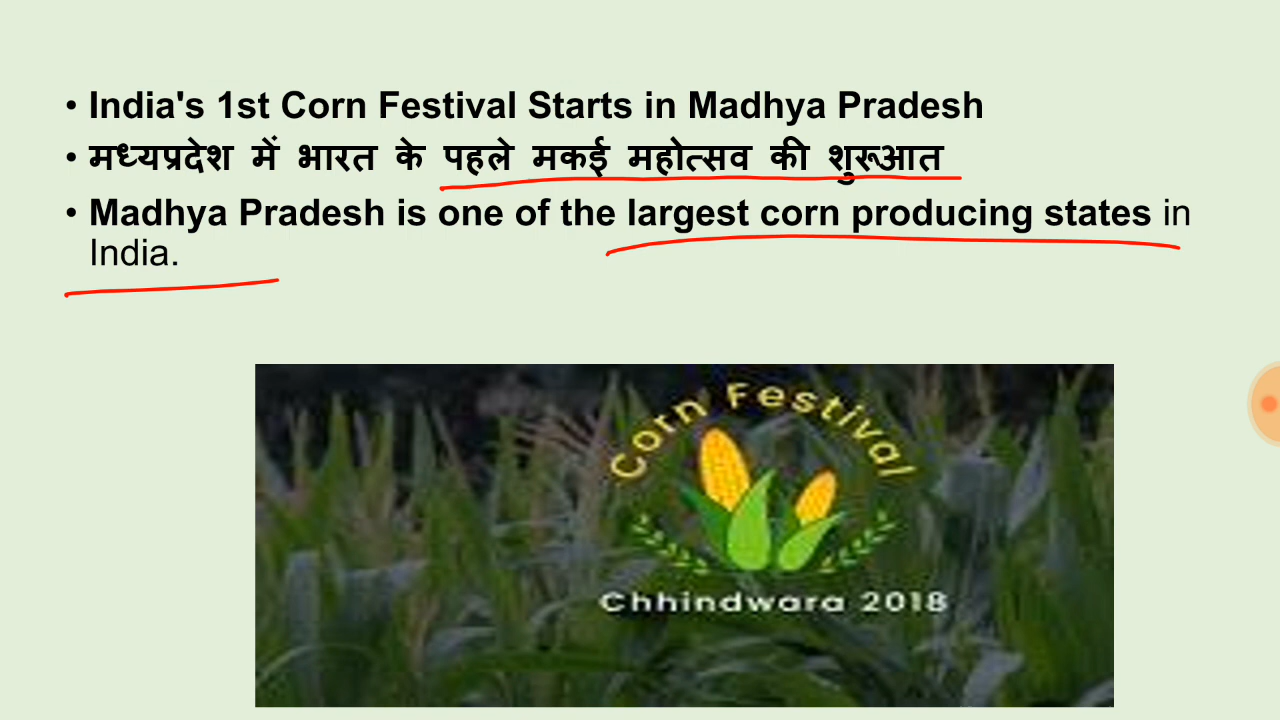 • India's 1st Corn Festival Starts in Madhya Pradesh
• मध्यप्रदेश में भारत के पहले मकई महोत्सव की शुरूआत
• Madhya Pradesh is one of the largest corn producing states in
India.
Corn Festival
Chhindwara 2018